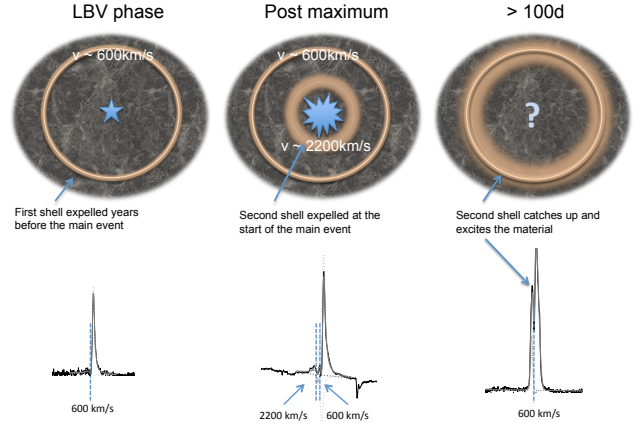 LBV phase
Post maximum
> 100d
v ~ 600km/s
v ~ 600km/s
v ~ 2200km/s
?
First shell expelled years
before the main event
Second shell expelled at the
start of the main event
Second shell catches up and
excites the material
600 km/s
2200 km/s
600 km/s
600 km/s